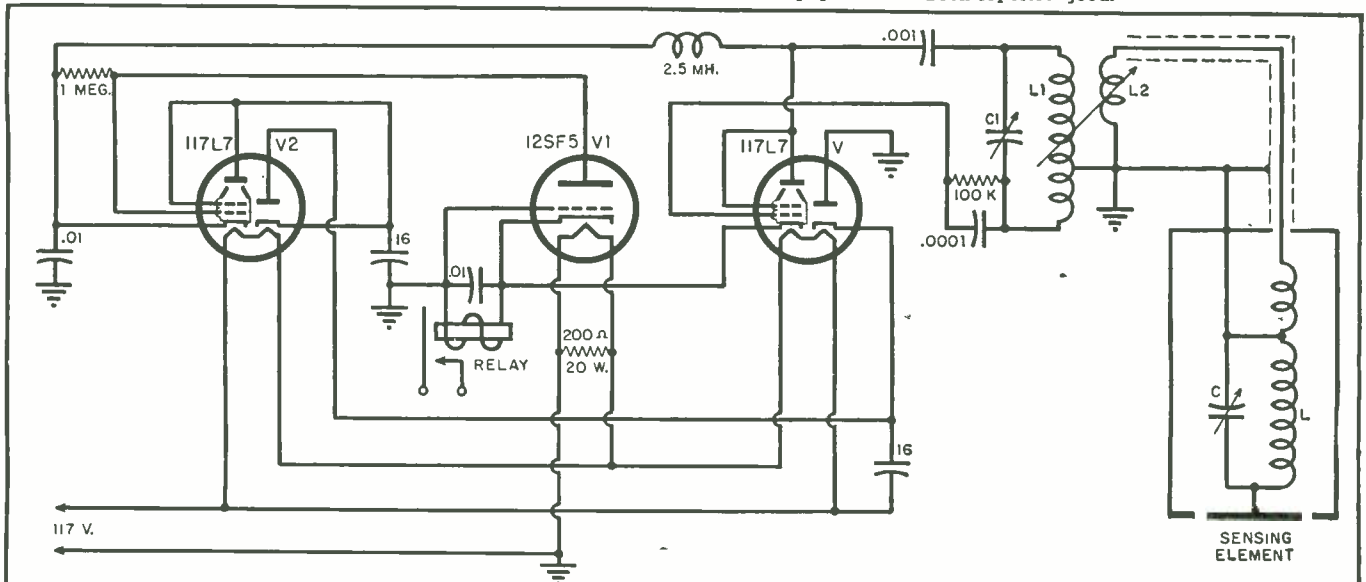 .001
2.5 MH.
1 MEG.
L1
L2
C1
117L7
V2
12SF5
V1
117L7
V
100 K
.0001
.01
16
.01
200 Ω
20 W.
RELAY
C
L
16
117 V.
SENSING
ELEMENT